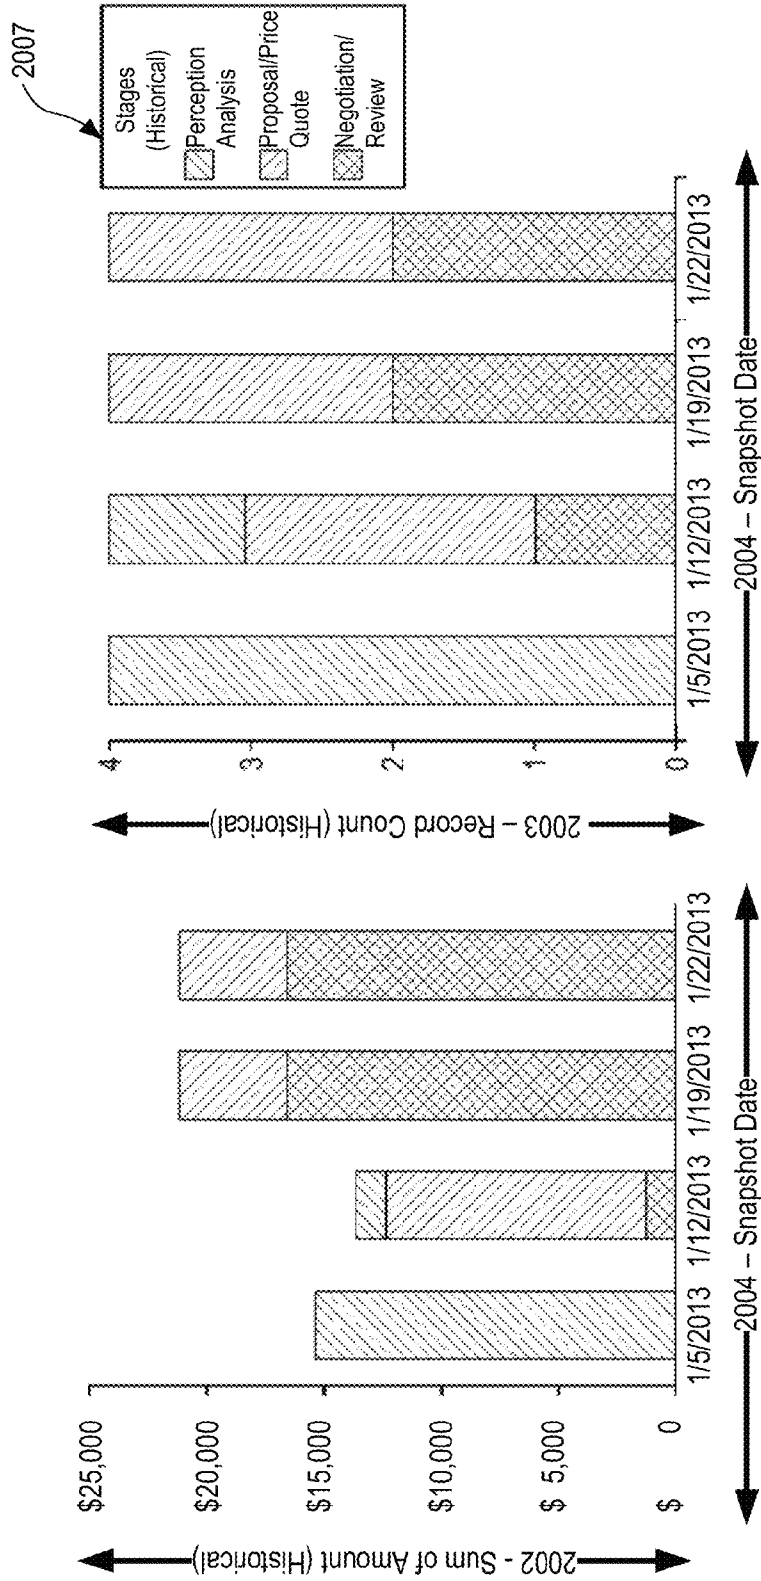 2002 - Sum of Amount (Historical)
$25,000
$20,000
$15,000
$10,000
$ 5,000
$ 0
1/5/2013 1/12/2013 1/19/2013 1/22/2013
2004 – Snapshot Date
2003 – Record Count (Historical)
4
3
2
1
0
1/5/2013 1/12/2013 1/19/2013 1/22/2013
2004 – Snapshot Date
2007
Stages
(Historical)
Perception
Analysis
Proposal/Price
Quote
Negotiation/
Review